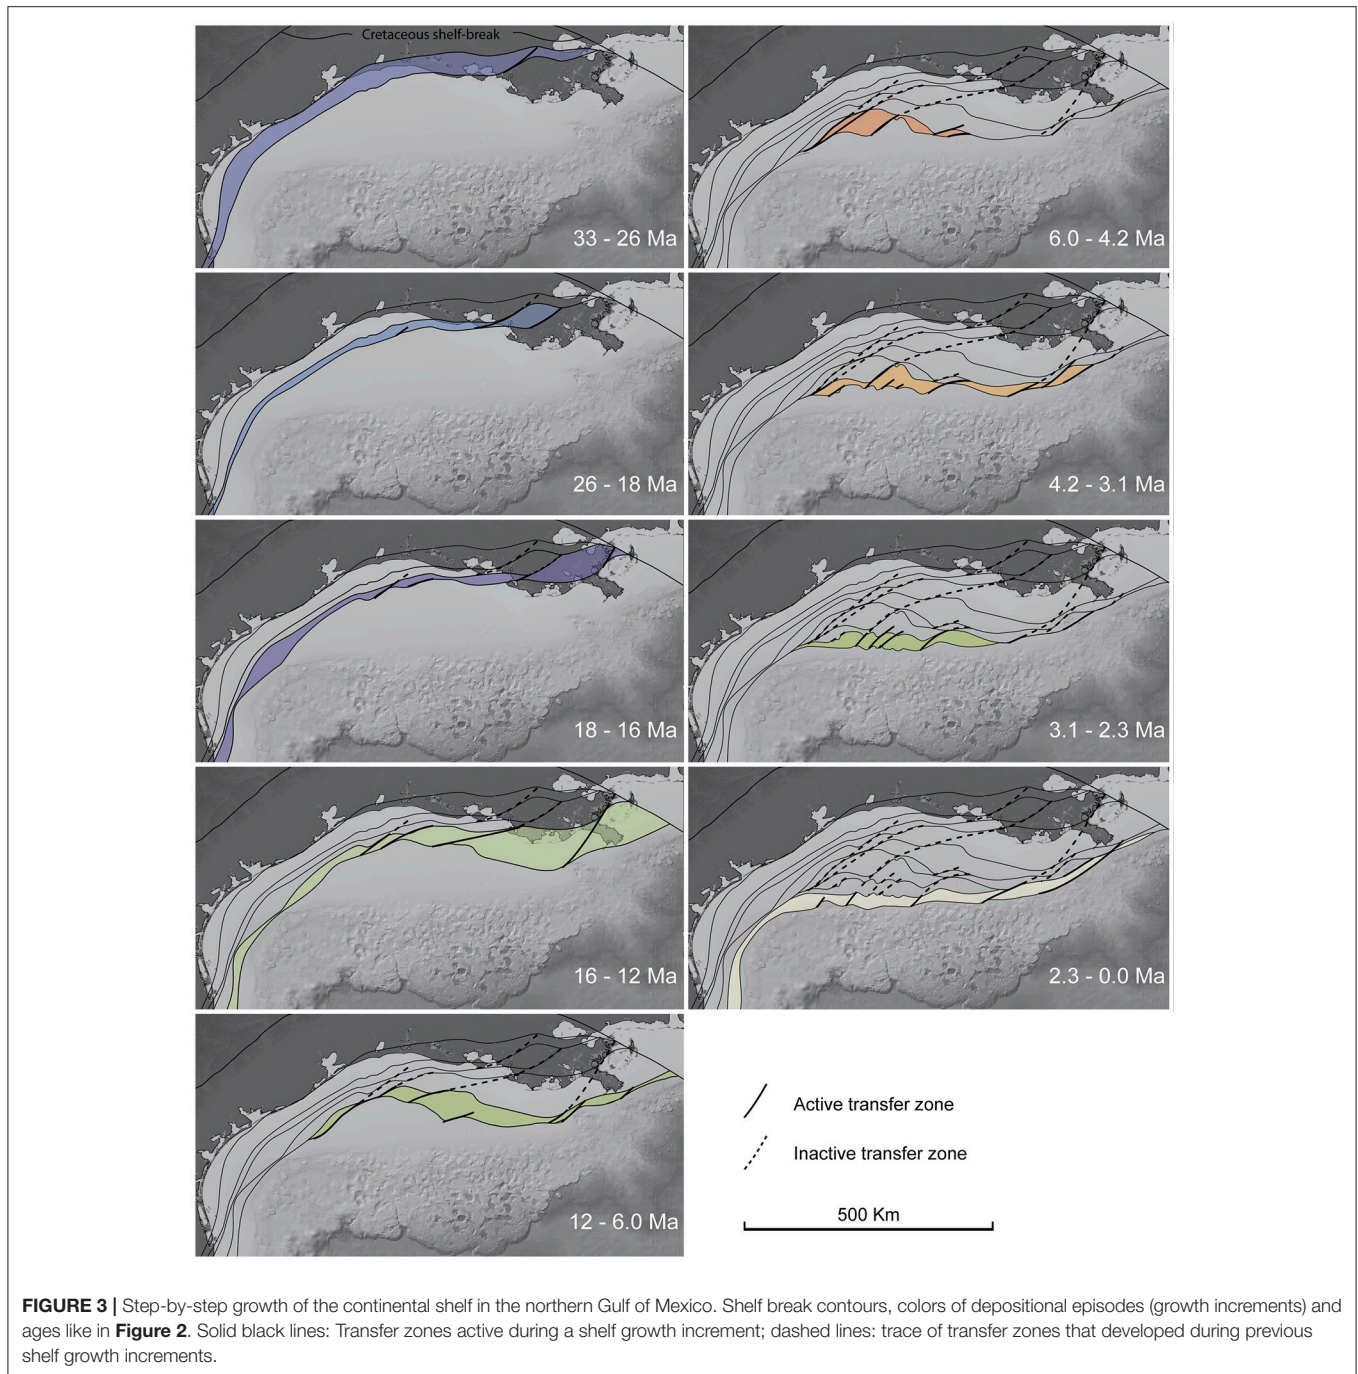 Cretaceous shelf-break
33 - 26 Ma
6.0 - 4.2 Ma
26 - 18 Ma
4.2 - 3.1 Ma
18 - 16 Ma
3.1 - 2.3 Ma
16 - 12 Ma
2.3 - 0.0 Ma
12 - 6.0 Ma
Active transfer zone
Inactive transfer zone
500 Km
FIGURE 3 | Step-by-step growth of the continental shelf in the northern Gulf of Mexico. Shelf break contours, colors of depositional episodes (growth increments) and
ages like in Figure 2. Solid black lines: Transfer zones active during a shelf growth increment; dashed lines: trace of transfer zones that developed during previous
shelf growth increments.